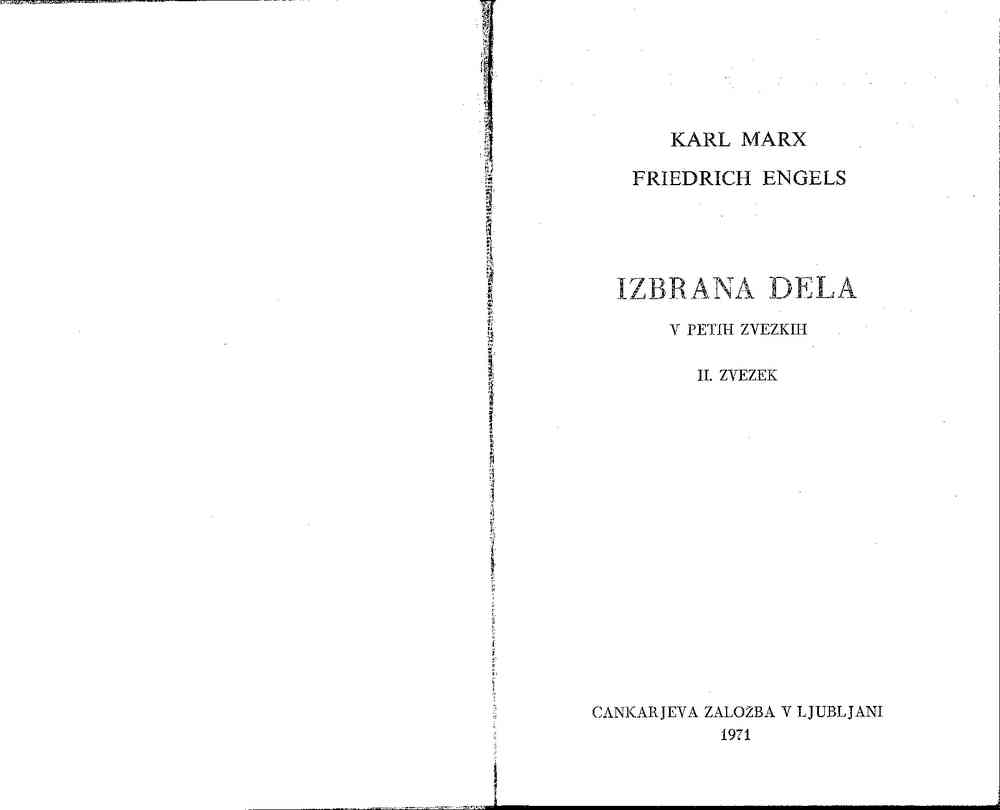 KARL MARX
FRIEDRICH ENGELS
IZBRANA DELA
V PETIH ZVEZKIH
II. ZVEZEK
CANKARJEVA ZALOŽBA V LJUBLJANI
1971